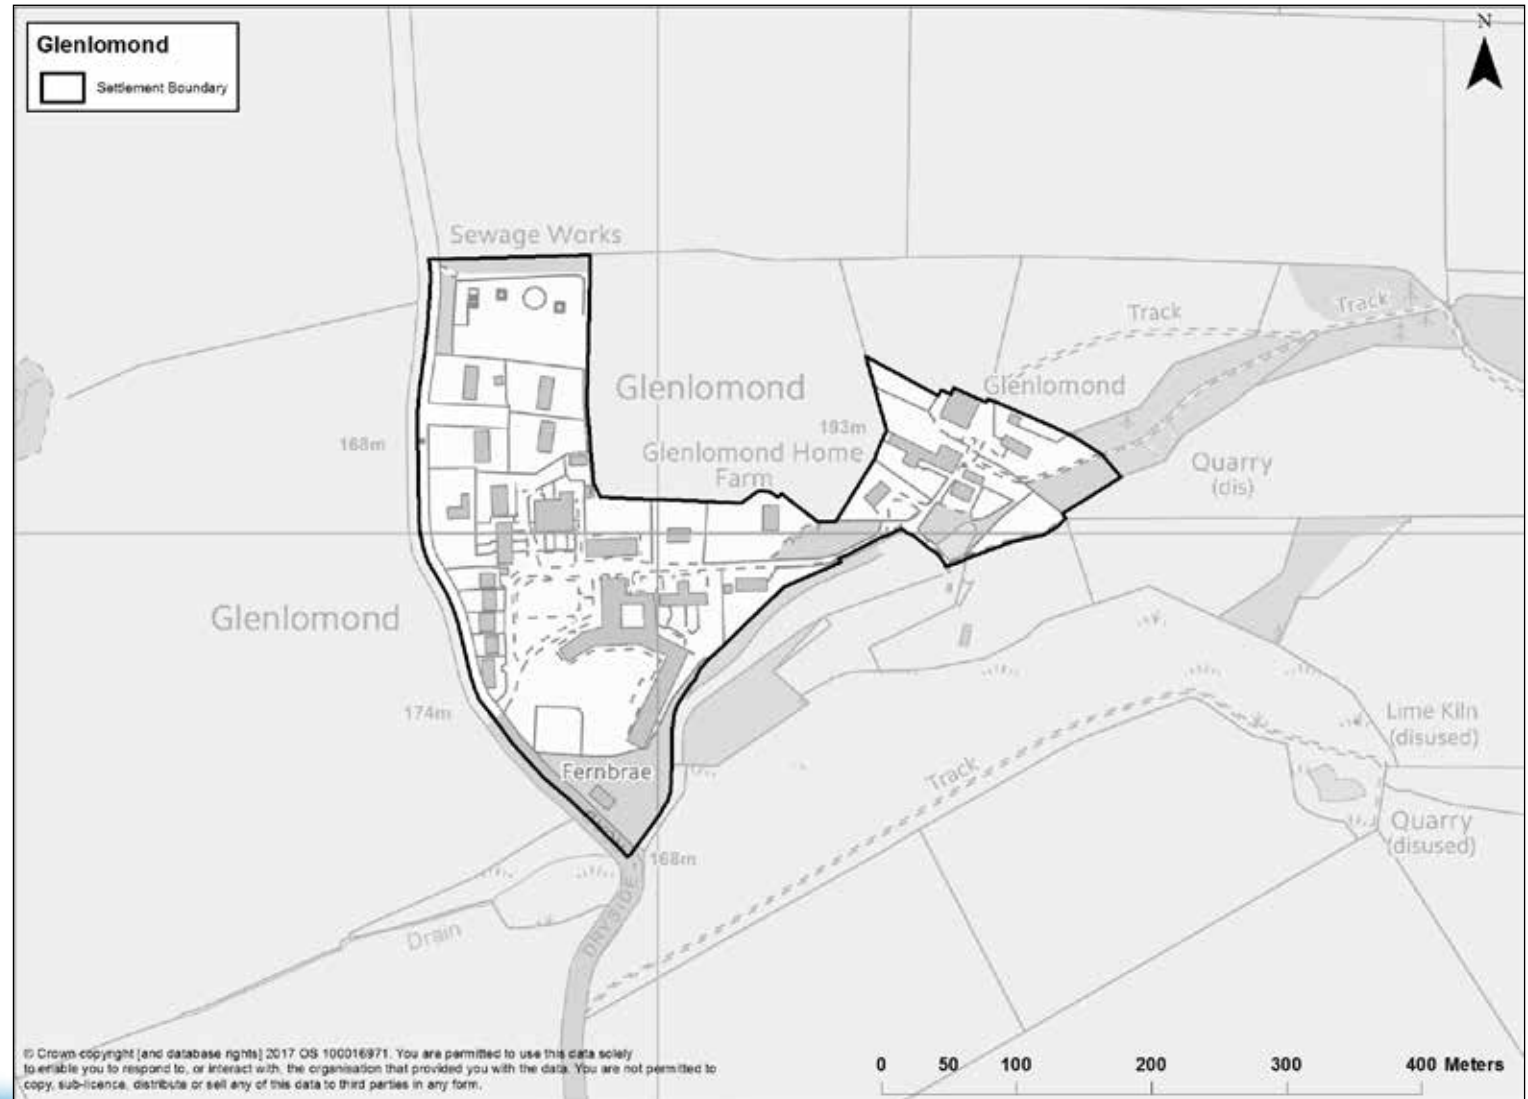 Glenlomond
Settlement Boundary
N
Sewage Works
Track
Track
Glenlomond
Glenlomond
168m
193m
Glenlomond Home
Farm
Quarry
(dis)
Glenlomond
174m
Lime Kiln
(disused)
Track
Fernbrae
Quarry
(disused)
168m
DRYSIDE
Drain
© Crown copyright [and database rights] 2017 OS 100016971. You are permitted to use this data solely
to enable you to respond to, or interact with, the organisation that provided you with the data. You are not permitted to
copy, sub-licence, distribute or sell any of this data to third parties in any form.
0 50 100 200 300 400 Meters